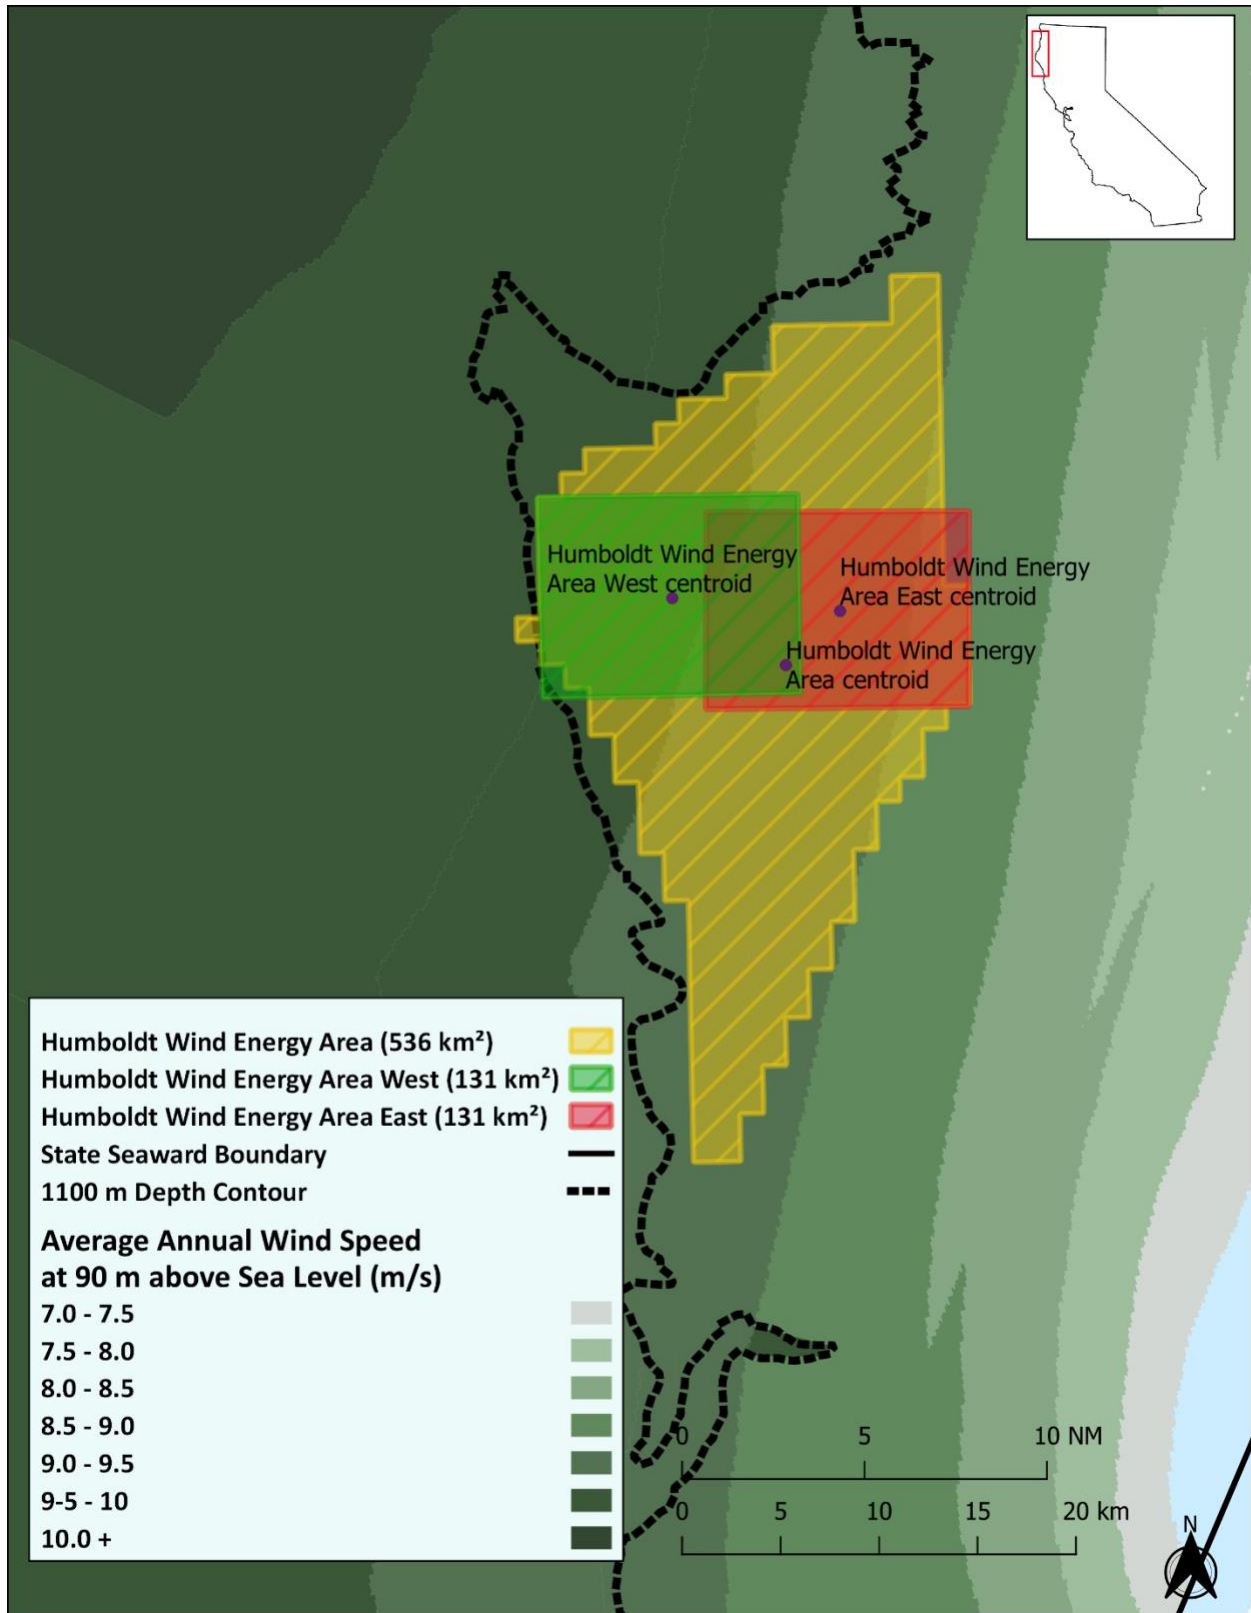 Humboldt Wind Energy
Area West centroid
Humboldt Wind Energy
Area East centroid
Humboldt Wind Energy
Area centroid
Humboldt Wind Energy Area (536 km²)
Humboldt Wind Energy Area West (131 km²)
Humboldt Wind Energy Area East (131 km²)
State Seaward Boundary
1100 m Depth Contour
Average Annual Wind Speed
at 90 m above Sea Level (m/s)
7.0 - 7.5
7.5 - 8.0
8.0 - 8.5
8.5 - 9.0
9.0 - 9.5
9-5 - 10
10.0 +
0 5 10 NM
0 5 10 15 20 km
N